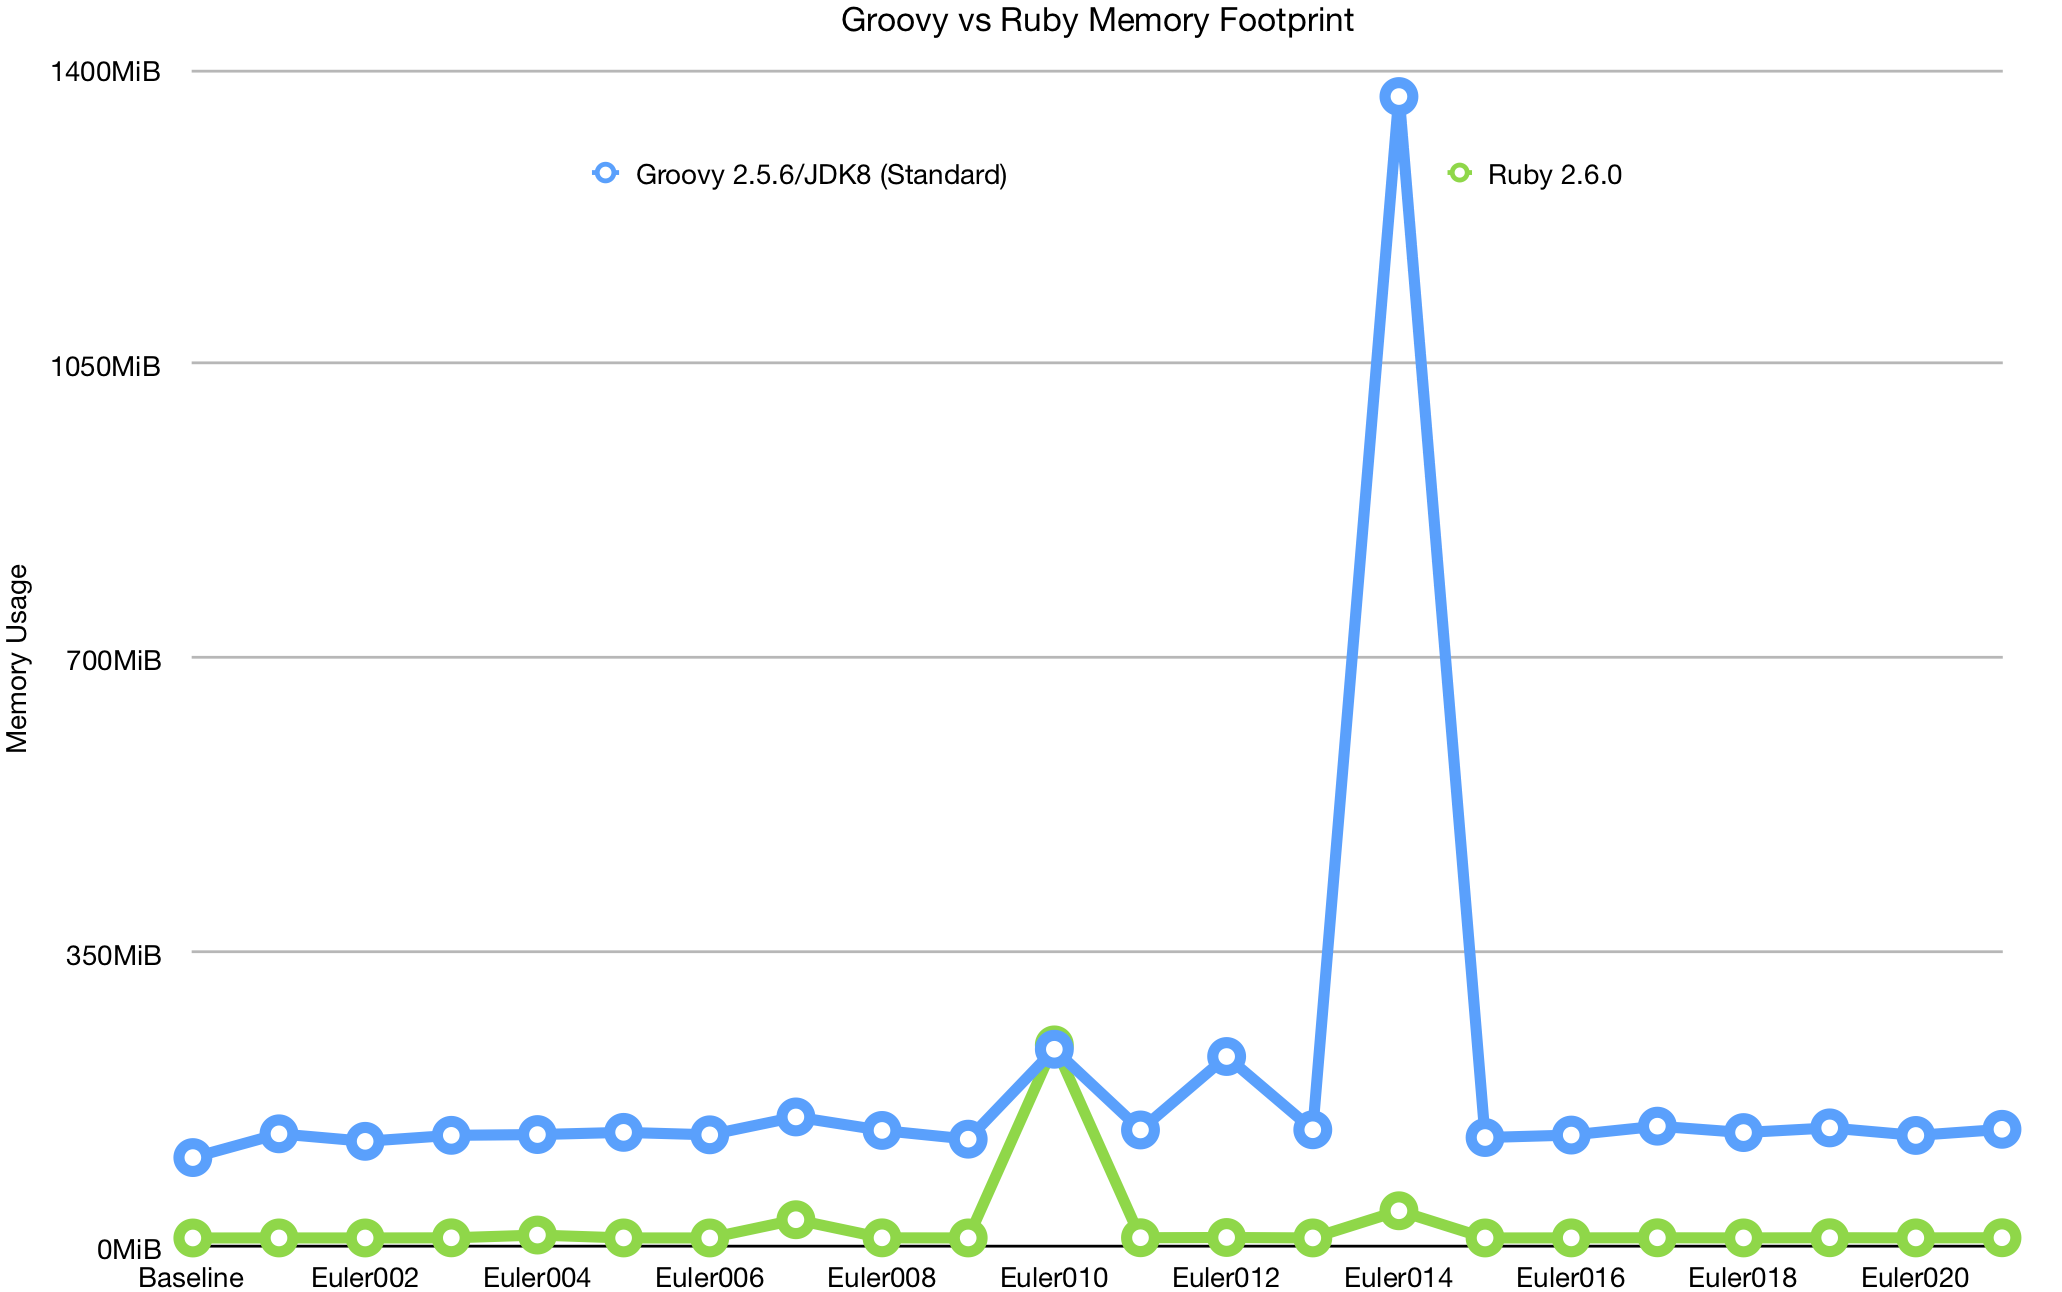 Groovy vs Ruby Memory Footprint
1400MiB
Groovy 2.5.6/JDK8 (Standard)
Ruby 2.6.0
1050MiB
700MiB
Memory Usage
350MiB
0MiB
Baseline Euler002 Euler004 Euler006 Euler008 Euler010 Euler012 Euler014 Euler016 Euler018 Euler020